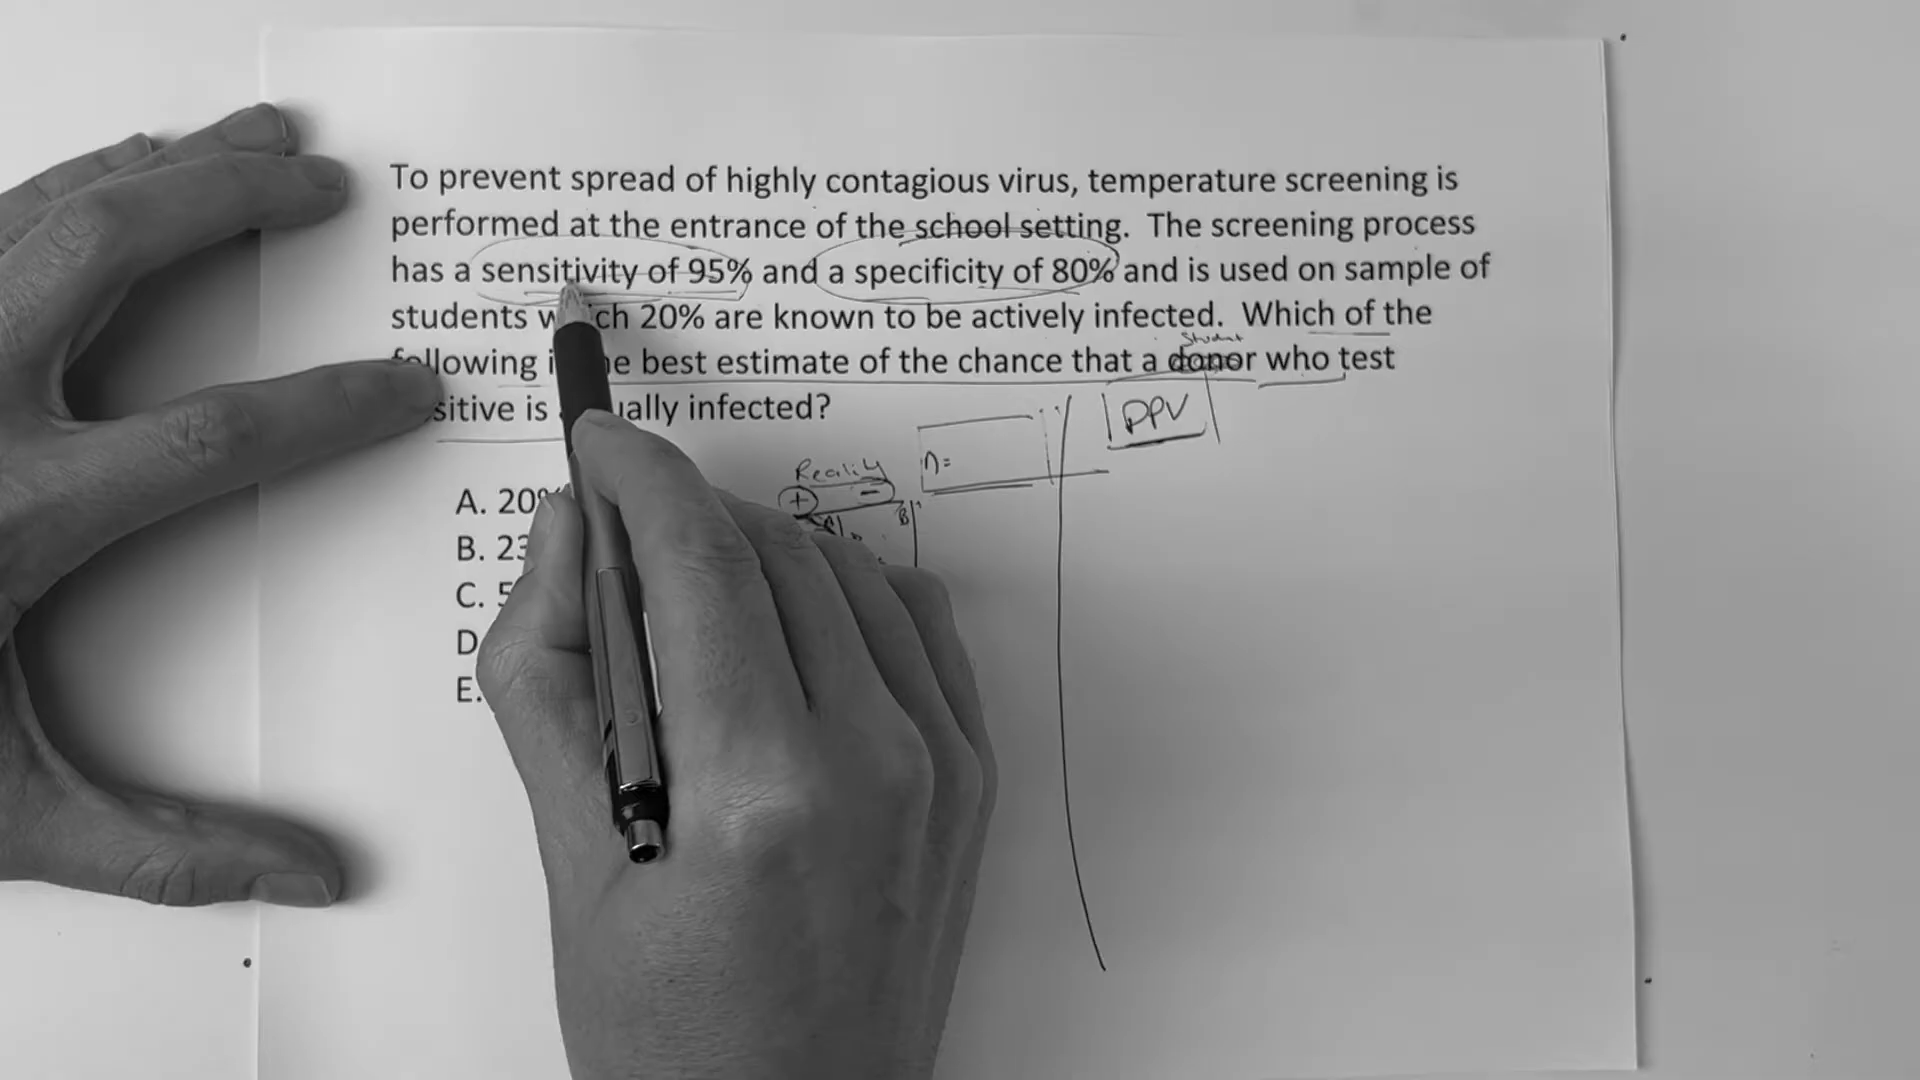 To prevent spread of highly contagious virus, temperature screening is
performed at the entrance of the school setting. The screening process
has a sensitivity of 95% and a specificity of 80% and is used on sample of
students which 20% are known to be actively infected. Which of the
Student
following i e best estimate of the chance that a donor who test
sitive is ually infected?
PPV
n=
Reality
+ −
A. 20%
B. 23
C. 5
D
E.
B